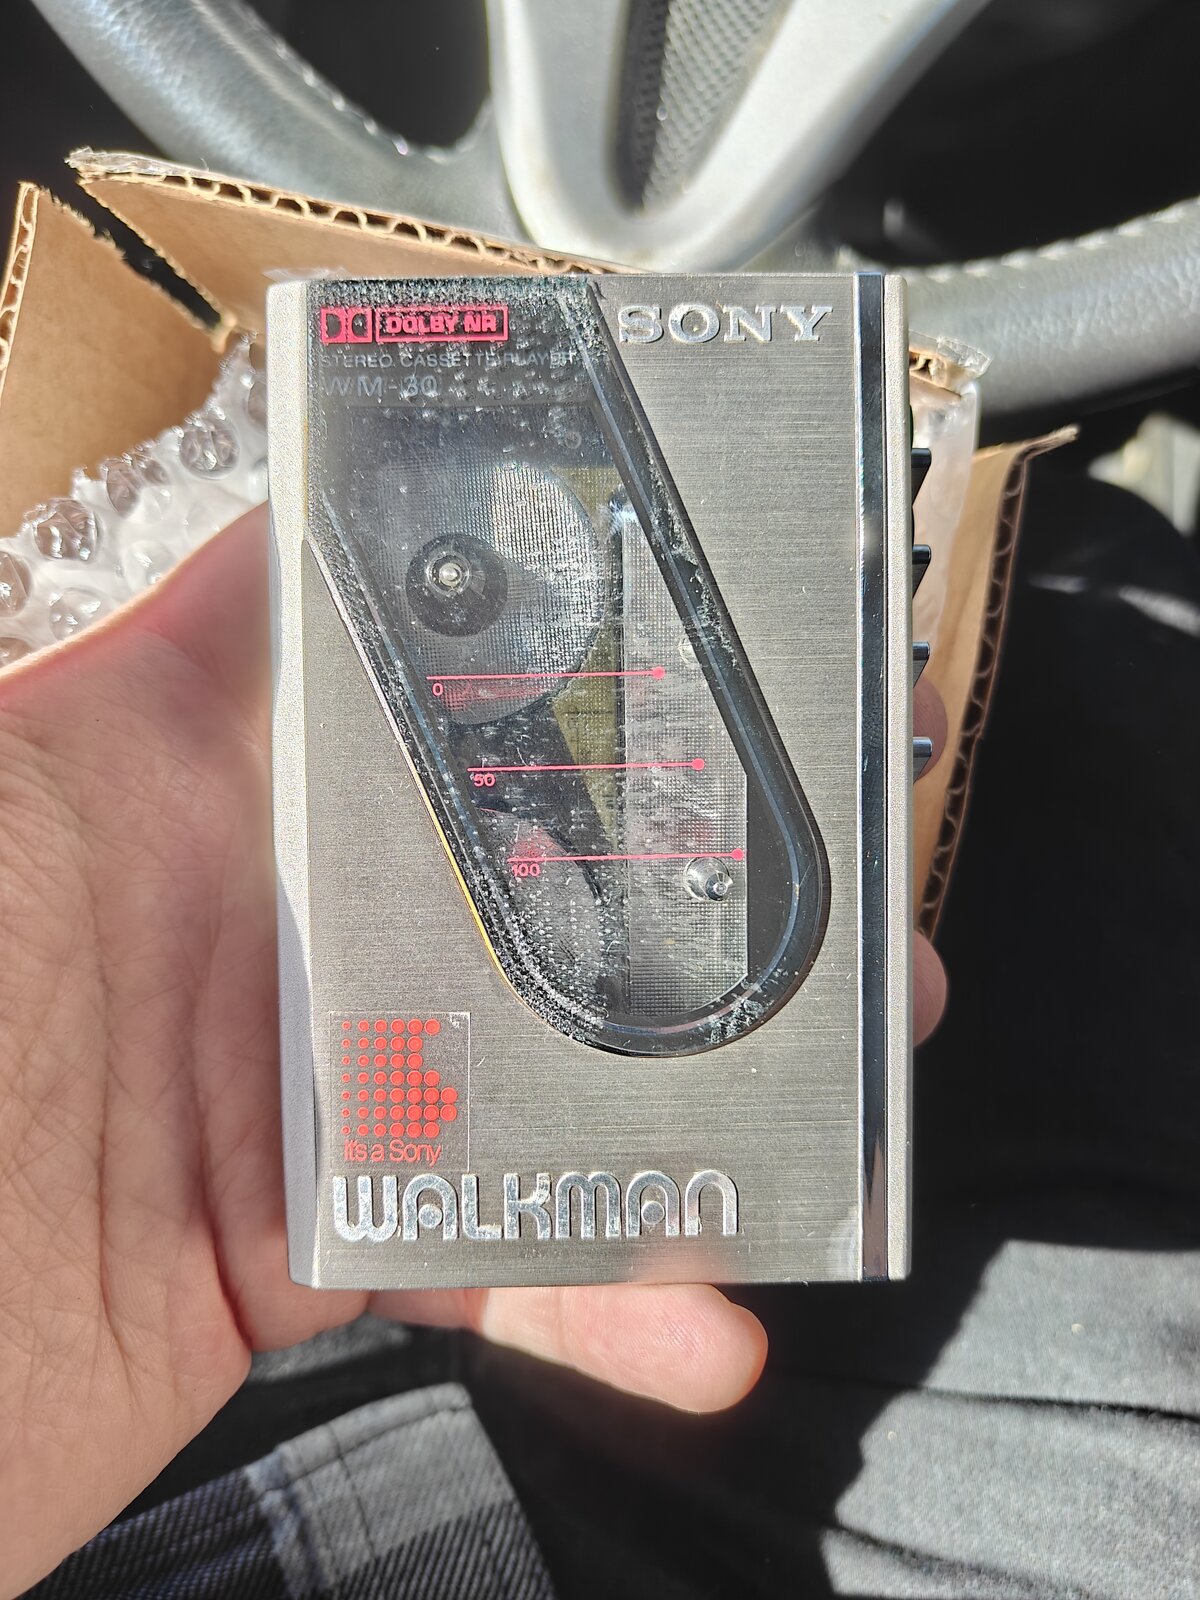 DOLBY NR
SONY
STEREO CASSETTE PLAYER
WM-30
0
50
100
It's a Sony
WALKMAN